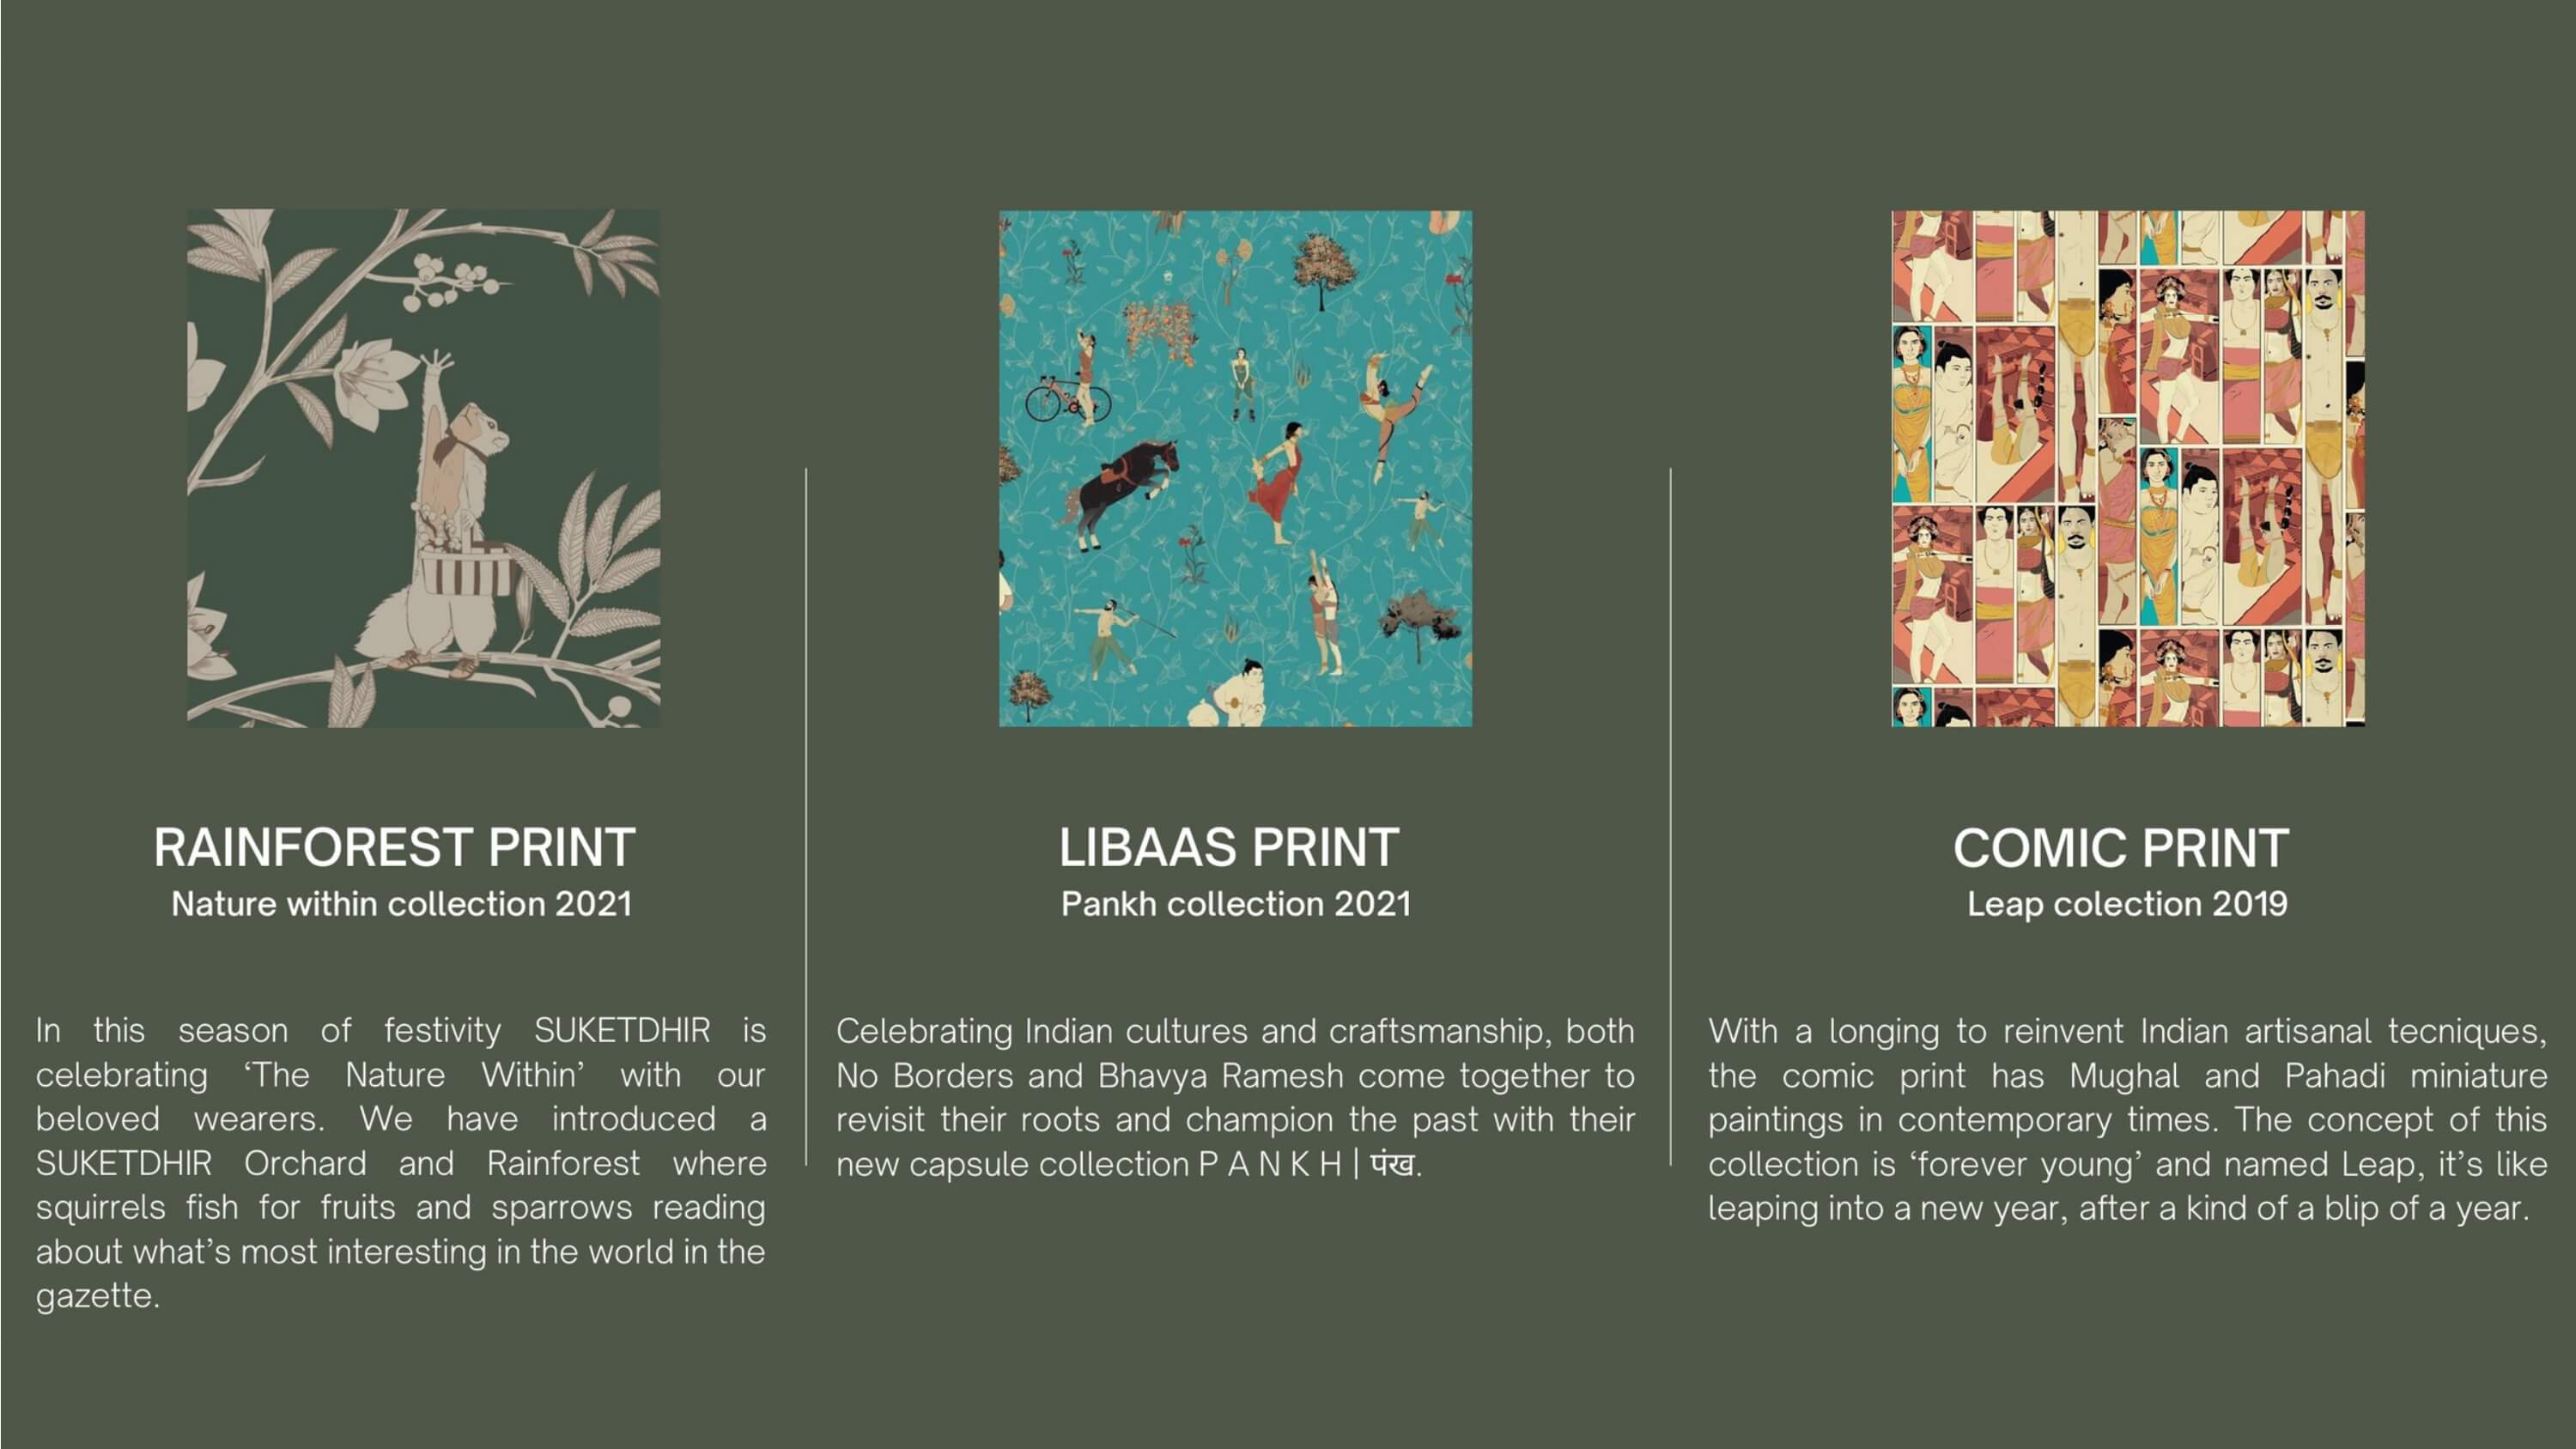 RAINFOREST PRINT
Nature within collection 2021
In this season of festivity SUKETDHIR is
celebrating ‘The Nature Within’ with our
beloved wearers. We have introduced a
SUKETDHIR Orchard and Rainforest where
squirrels fish for fruits and sparrows reading
about what’s most interesting in the world in the
gazette.
LIBAAS PRINT
Pankh collection 2021
Celebrating Indian cultures and craftsmanship, both
No Borders and Bhavya Ramesh come together to
revisit their roots and champion the past with their
new capsule collection P A N K H | पंख.
COMIC PRINT
Leap colection 2019
With a longing to reinvent Indian artisanal tecniques,
the comic print has Mughal and Pahadi miniature
paintings in contemporary times. The concept of this
collection is ‘forever young’ and named Leap, it’s like
leaping into a new year, after a kind of a blip of a year.